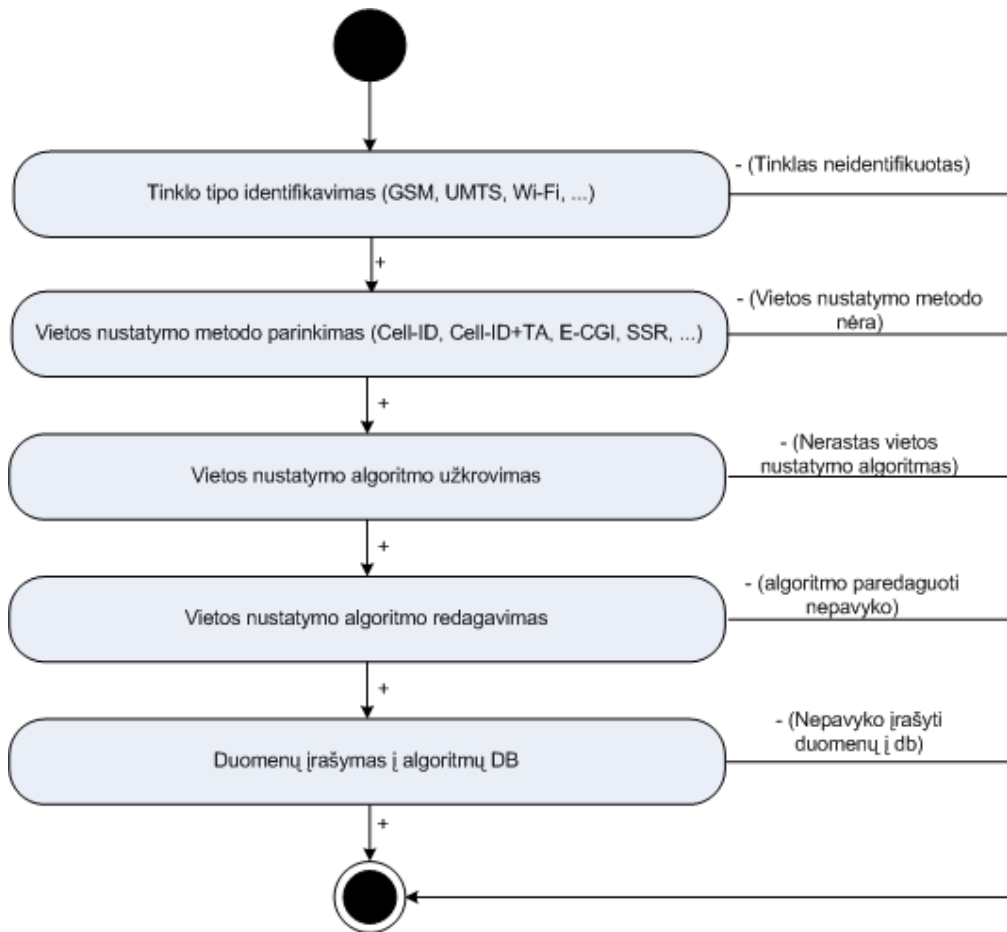 - (Tinklas neidentifikuotas)
Tinklo tipo identifikavimas (GSM, UMTS, Wi-Fi, ...)
+
- (Vietos nustatymo metodo
nėra)
Vietos nustatymo metodo parinkimas (Cell-ID, Cell-ID+TA, E-CGI, SSR, ...)
+
- (Nerastas vietos
nustatymo algoritmas)
Vietos nustatymo algoritmo užkrovimas
+
- (algoritmo paredaguoti
nepavyko)
Vietos nustatymo algoritmo redagavimas
+
- (Nepavyko įrašyti
duomenų į db)
Duomenų įrašymas į algoritmų DB
+